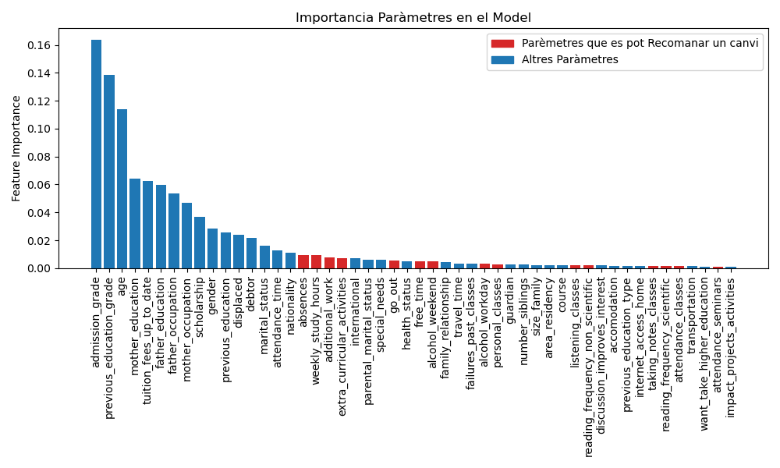 Importancia Paràmetres en el Model
Parèmetres que es pot Recomanar un canvi
Altres Paràmetres
Feature Importance
0.16
0.14
0.12
0.10
0.08
0.06
0.04
0.02
0.00
admission_grade
previous_education_grade
age
mother_education
tuition_fees_up_to_date
father_education
father_occupation
mother_occupation
scholarship
gender
previous_education
displaced
debtor
marital_status
attendance_time
nationality
absences
weekly_study_hours
additional_work
extra_curricular_activities
international
parental_marital_status
special_needs
go_out
health_status
free_time
alcohol_weekend
family_relationship
travel_time
failures_past_classes
alcohol_workday
personal_classes
guardian
number_siblings
size_family
area_residency
course
listening_classes
reading_frequency_non_scientific
discussion_improves_interest
accomodation
previous_education_type
internet_access_home
taking_notes_classes
reading_frequency_scientific
attendance_classes
transportation
want_take_higher_education
attendance_seminars
impact_projects_activities